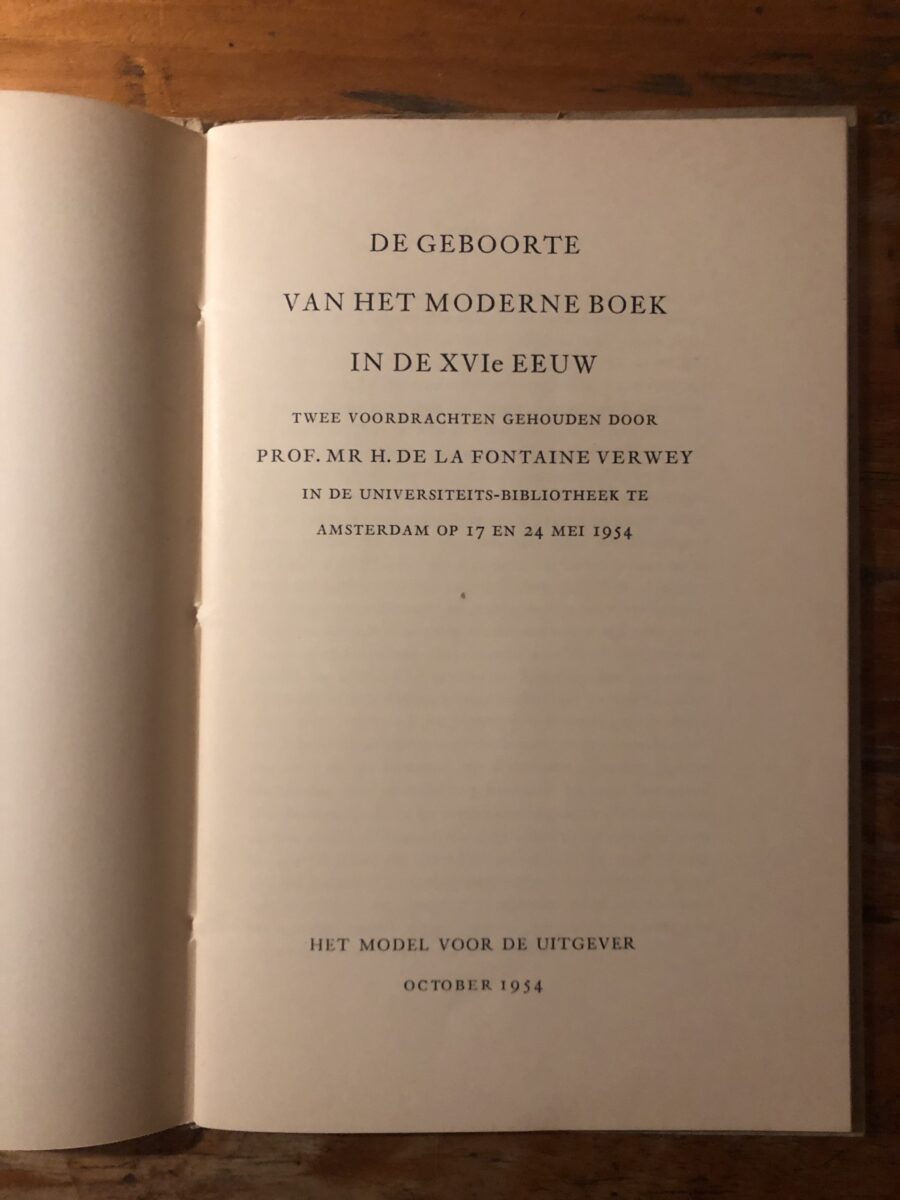 DE GEBOORTE
VAN HET MODERNE BOEK
IN DE XVIe EEUW
TWEE VOORDRACHTEN GEHOUDEN DOOR
PROF. MR H. DE LA FONTAINE VERWEY
IN DE UNIVERSITEITS-BIBLIOTHEEK TE
AMSTERDAM OP 17 EN 24 MEI 1954
HET MODEL VOOR DE UITGEVER
OCTOBER 1954